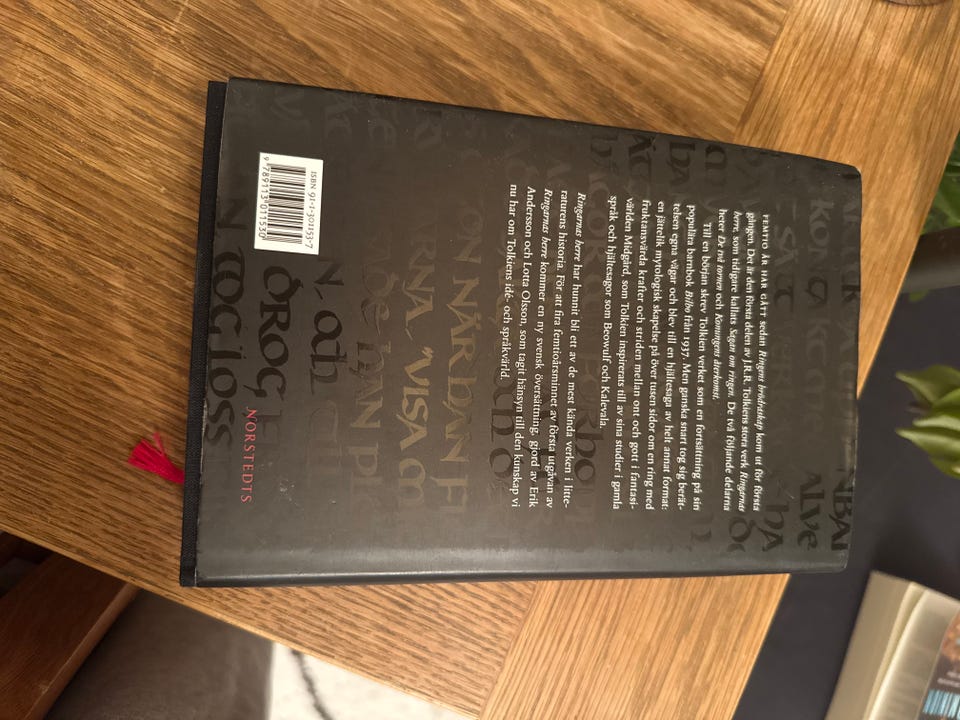 FEMTIO ÅR HAR GÅTT sedan Ringens brödraskap kom ut för första
gången. Det är den första delen av J.R.R. Tolkiens stora verk Ringarnas
herre, som tidigare kallats Sagan om ringen. De två följande delarna
heter De två tornen och Konungens återkomst.
Till en början skrev Tolkien verket som en fortsättning på sin
populära barnbok Bilbo från 1937. Men ganska snart tog sig berät-
telsen egna vägar och blev till en hjältesaga av helt annat format:
en jättelik mytologisk skapelse på över tusen sidor om en ring med
fruktansvärda krafter och striden mellan ont och gott i fantasi-
världen Midgård, som Tolkien inspirerats till av sina studier i gamla
språk och hjältesagor som Beowulf och Kalevala.
Ringarnas herre har hunnit bli ett av de mest kända verken i litte-
raturens historia. För att fira femtioårsminnet av första utgåvan av
Ringarnas herre kommer en ny svensk översättning, gjord av Erik
Andersson och Lotta Olsson, som tagit hänsyn till den kunskap vi
nu har om Tolkiens idé- och språkvärld.
ISBN 91-1-301153-7
9 789113 011530
NORSTEDTS